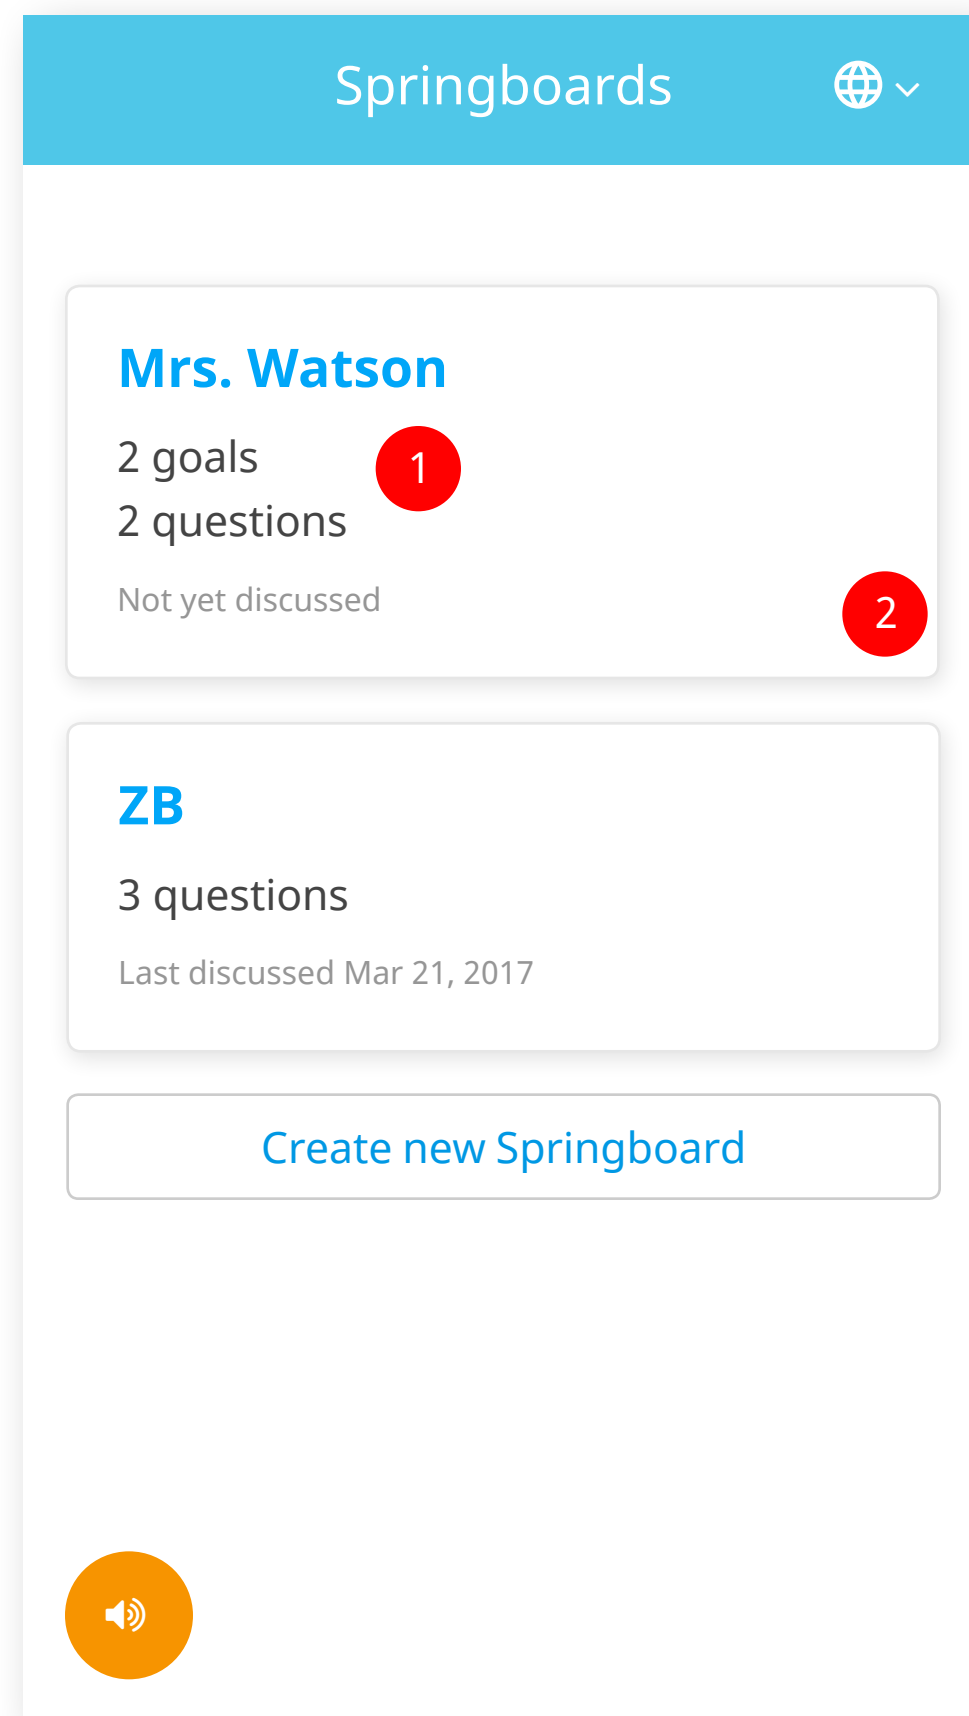 Springboards
Mrs. Watson
2 goals
1
2 questions
Not yet discussed
2
ZB
3 questions
Last discussed Mar 21, 2017
Create new Springboard